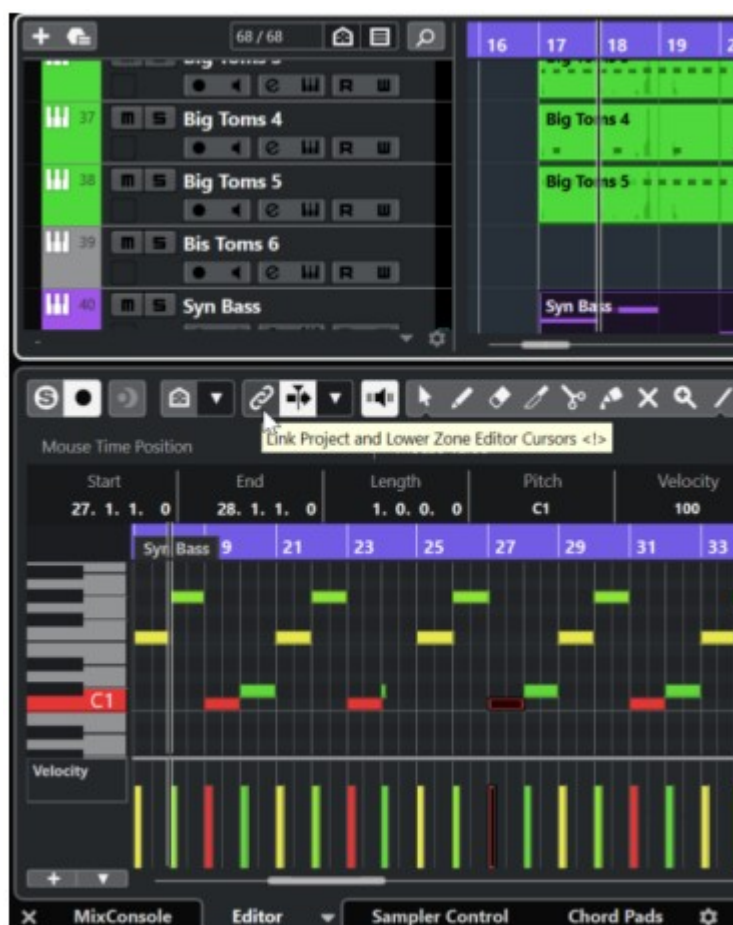 68 / 68
16 17 18 19 2
37 m S Big Toms 4
R W
Big Toms 4
38 m S Big Toms 5
R W
Big Toms 5
39 m S Bis Toms 6
R W
40 m S Syn Bass
Syn Bass
S
Link Project and Lower Zone Editor Cursors <!>
Mouse Time Position
Start End Length Pitch Velocity
27. 1. 1. 0 28. 1. 1. 0 1. 0. 0. 0 C1 100
Syn Bass 9 21 23 25 27 29 31 33
C1
Velocity
MixConsole Editor Sampler Control Chord Pads